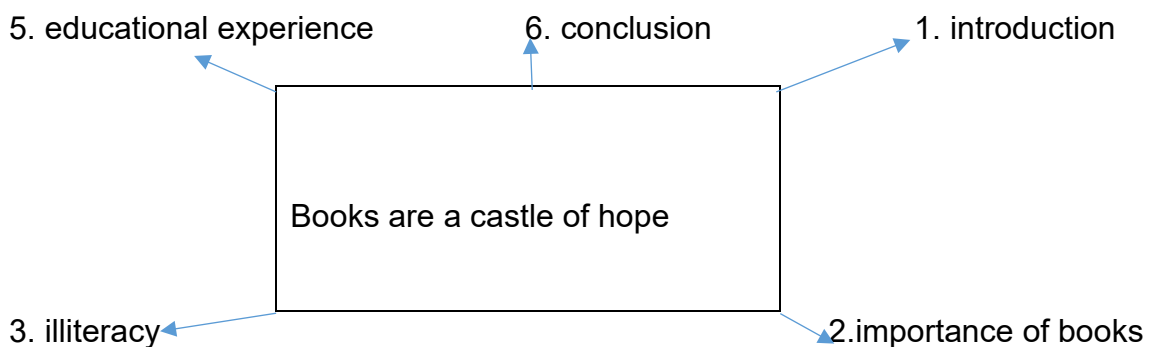 5. educational experience 6. conclusion 1. introduction
Books are a castle of hope
3. illiteracy 2.importance of books